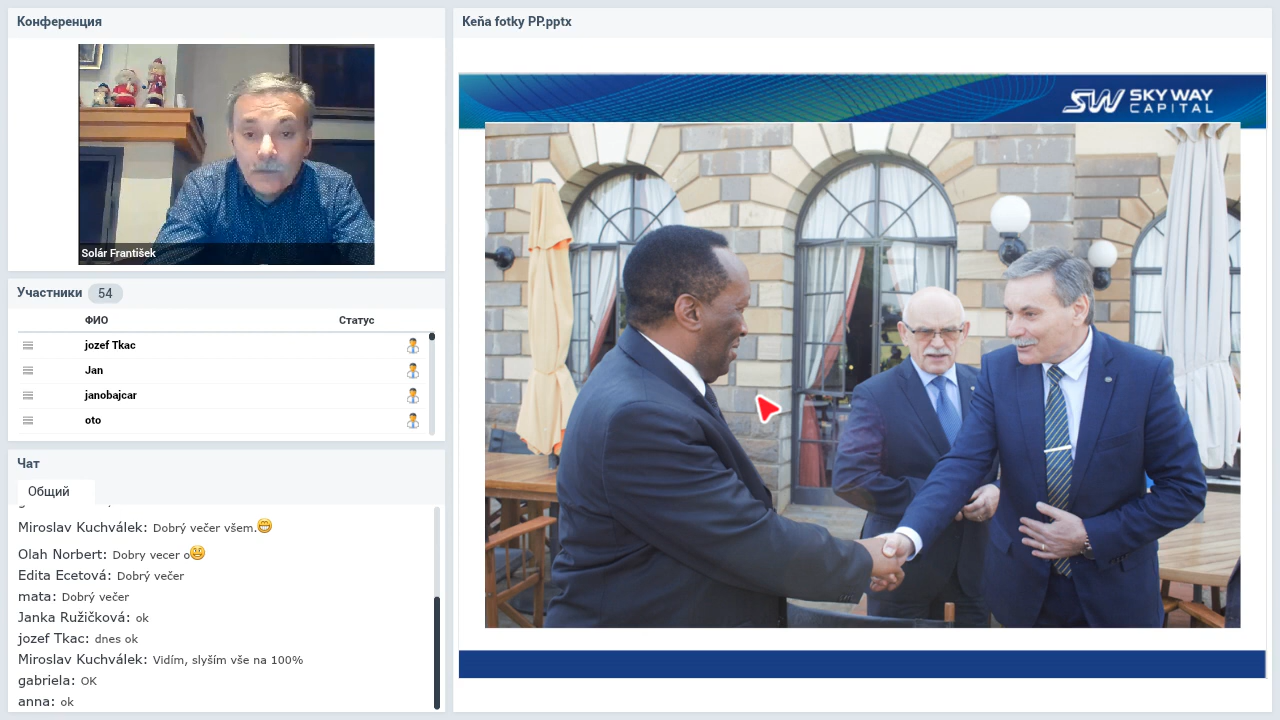 Конференция
Solár František
Участники 54
ФИО Статус
jozef Tkac
Jan
janobajcar
oto
Чат
Общий
Miroslav Kuchválek: Dobrý večer všem.
Olah Norbert: Dobry vecer o
Edita Ecetová: Dobrý večer
mata: Dobrý večer
Janka Ružičková: ok
jozef Tkac: dnes ok
Miroslav Kuchválek: Vidím, slyším vše na 100%
gabriela: OK
anna: ok
Keňa fotky PP.pptx
SW SKY WAY
CAPITAL